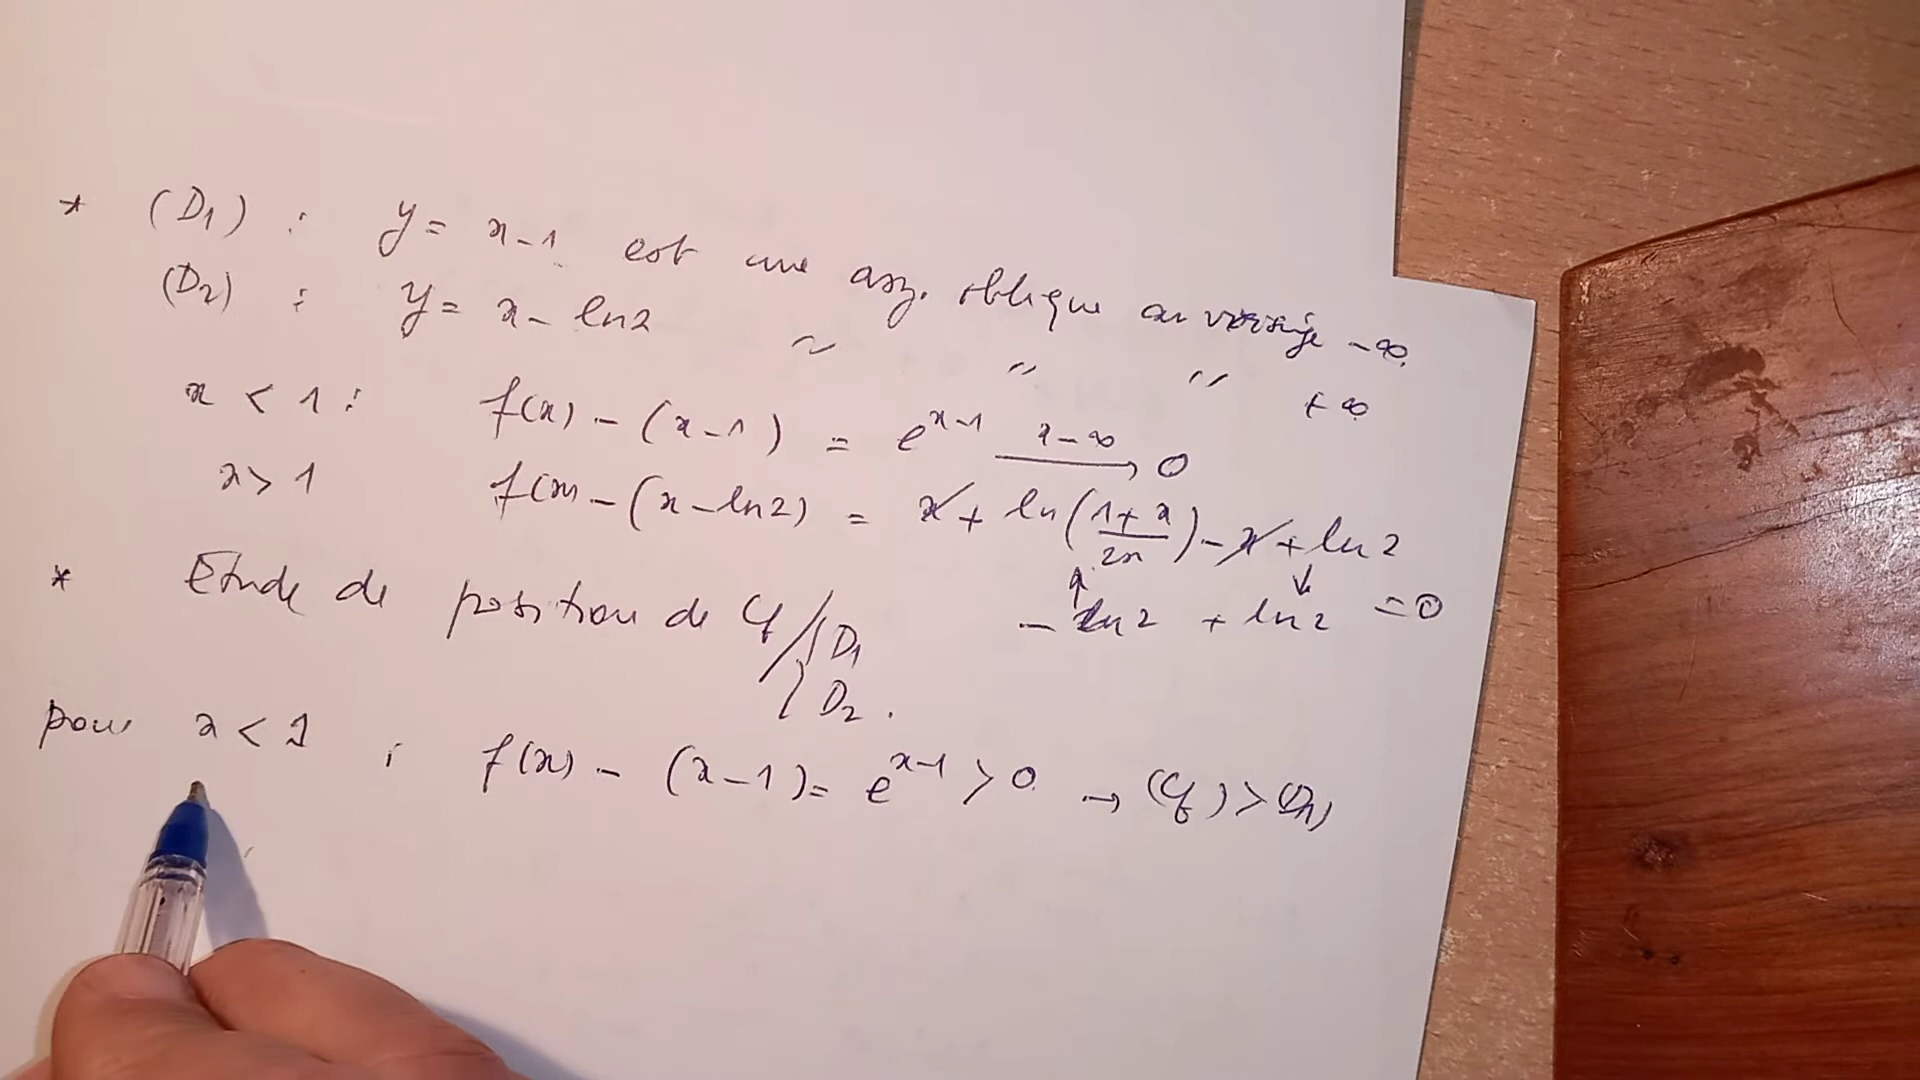 * (D1) : y = x-1 est une asy. oblique au voisinage -∞.
(D2) : y = x - ln2 ~ " " +∞
x < 1 : f(x) - (x-1) = e^{x-1} \xrightarrow{x -∞} 0
x > 1 f(x) - (x - ln2) = x + ln((1+x)/2x) - x + ln2
↑ ↓
- ln2 + ln2 = 0
* Etude de position de Cf / { D1
D2 .
pour x < 1 : f(x) - (x-1) = e^{x-1} > 0 → (Cf) > (D1)